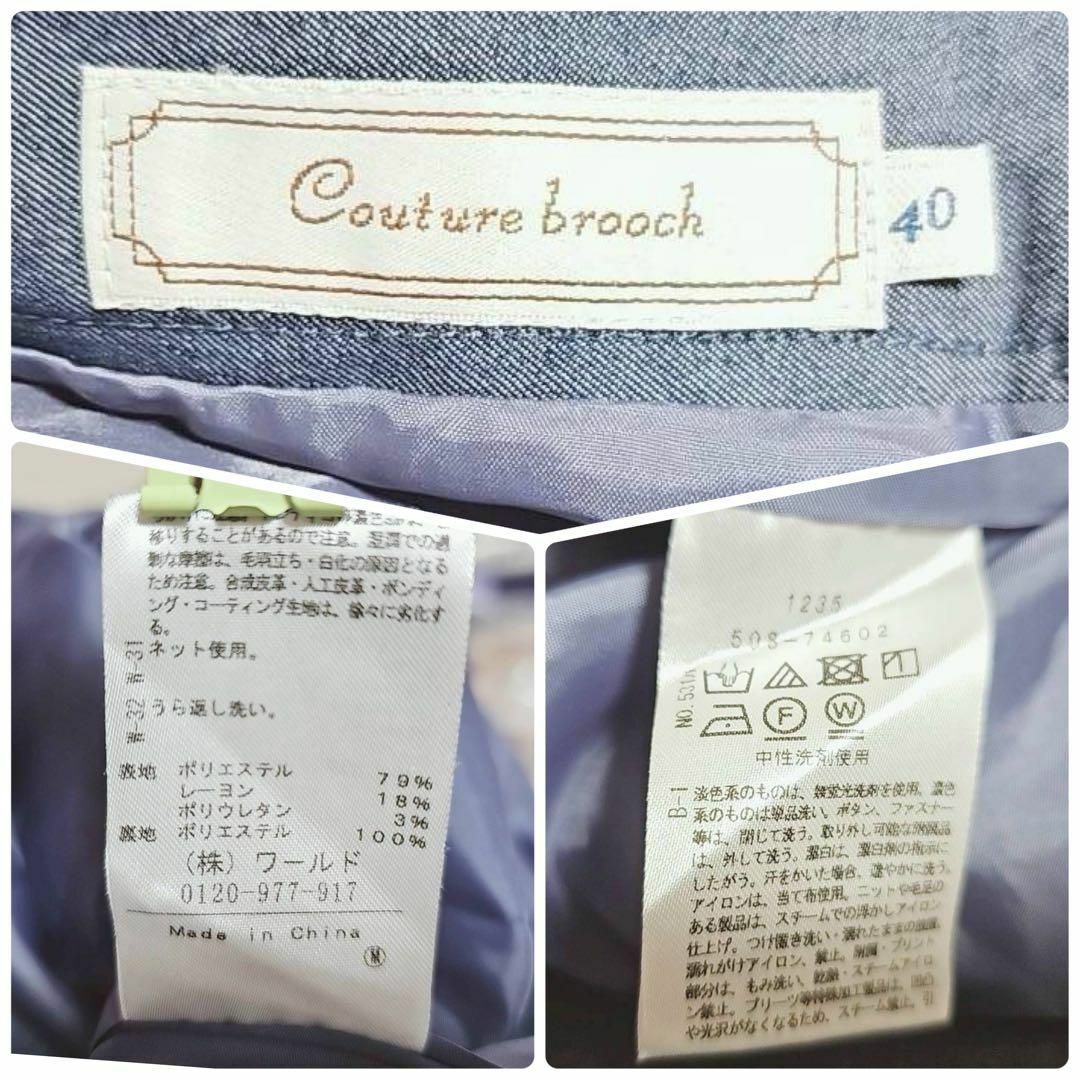 Couture brooch
40
移りすることがあるので注意。湿潤での過
剰な摩擦は、毛羽立ち・白化の原因となる
ため注意。合成皮革・人工皮革・ボンディ
ング・コーティング生地は、徐々に劣化す
る。
W-31 ネット使用。
W-32 うら返し洗い。
表地 ポリエステル 79%
レーヨン 18%
ポリウレタン 3%
裏地 ポリエステル 100%
(株) ワールド
0120-977-917
Made in China
M
1235
508-74602
NO.531A
F
W
中性洗剤使用
B-1 淡色系のものは、無蛍光洗剤を使用。濃色
系のものは単品洗い。ボタン、ファスナー
等は、閉じて洗う。取り外し可能な附属品
は、外して洗う。漂白は、漂白剤の指示に
したがう。汗をかいた場合、速やかに洗う。
アイロンは、当て布使用。ニットや毛足の
ある製品は、スチームでの浮かしアイロン
仕上げ。つけ置き洗い・濡れたままの放置、
濡れがけアイロン、禁止。刺繍・プリント
部分は、もみ洗い、乾燥・スチームアイロ
ン禁止。プリーツ等特殊加工製品は、凹凸
や光沢がなくなるため、スチーム禁止。引